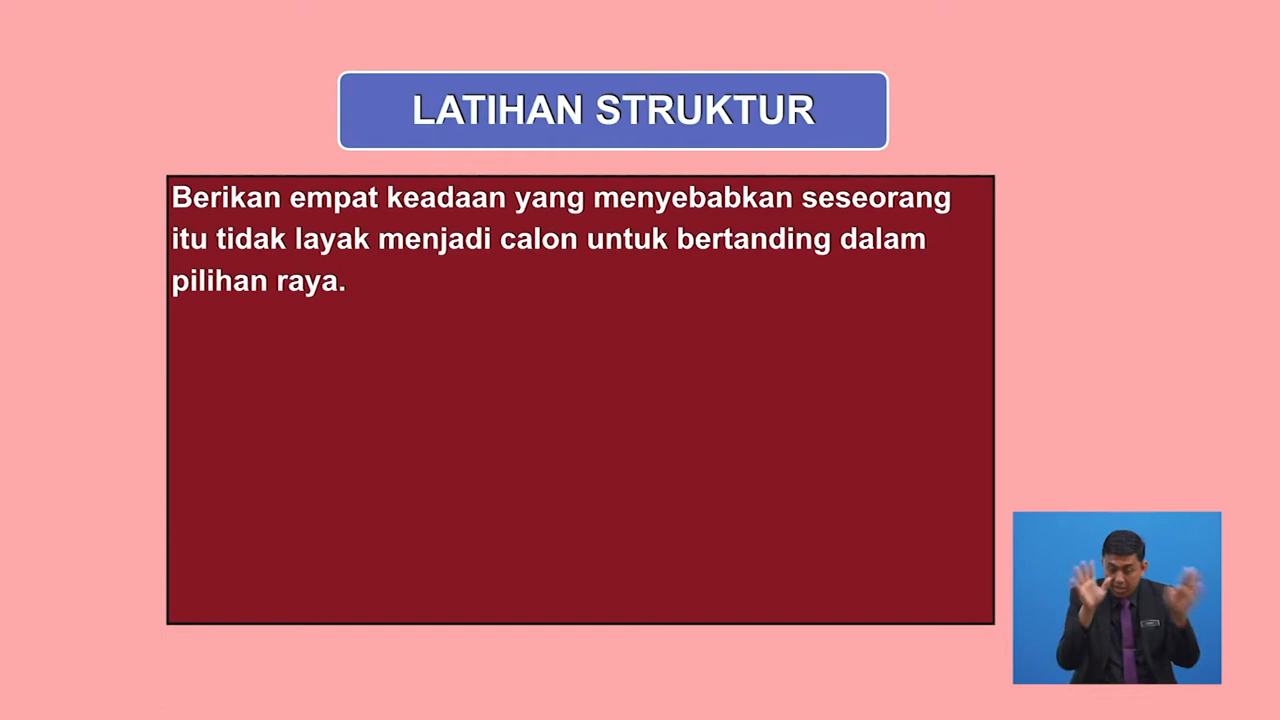 LATIHAN STRUKTUR
Berikan empat keadaan yang menyebabkan seseorang
itu tidak layak menjadi calon untuk bertanding dalam
pilihan raya.